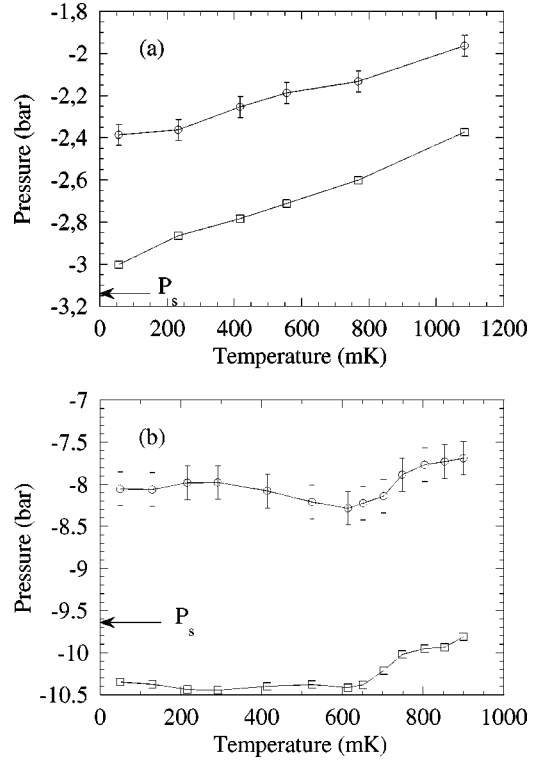 -1,8
(a)
-2
-2,2
-2,4
-2,6
-2,8
-3
-3,2
Pressure (bar)
Ps
0 200 400 600 800 1000 1200
Temperature (mK)
-7
(b)
-7.5
-8
-8.5
-9
-9.5
-10
-10.5
Pressure (bar)
Ps
0 200 400 600 800 1000
Temperature (mK)